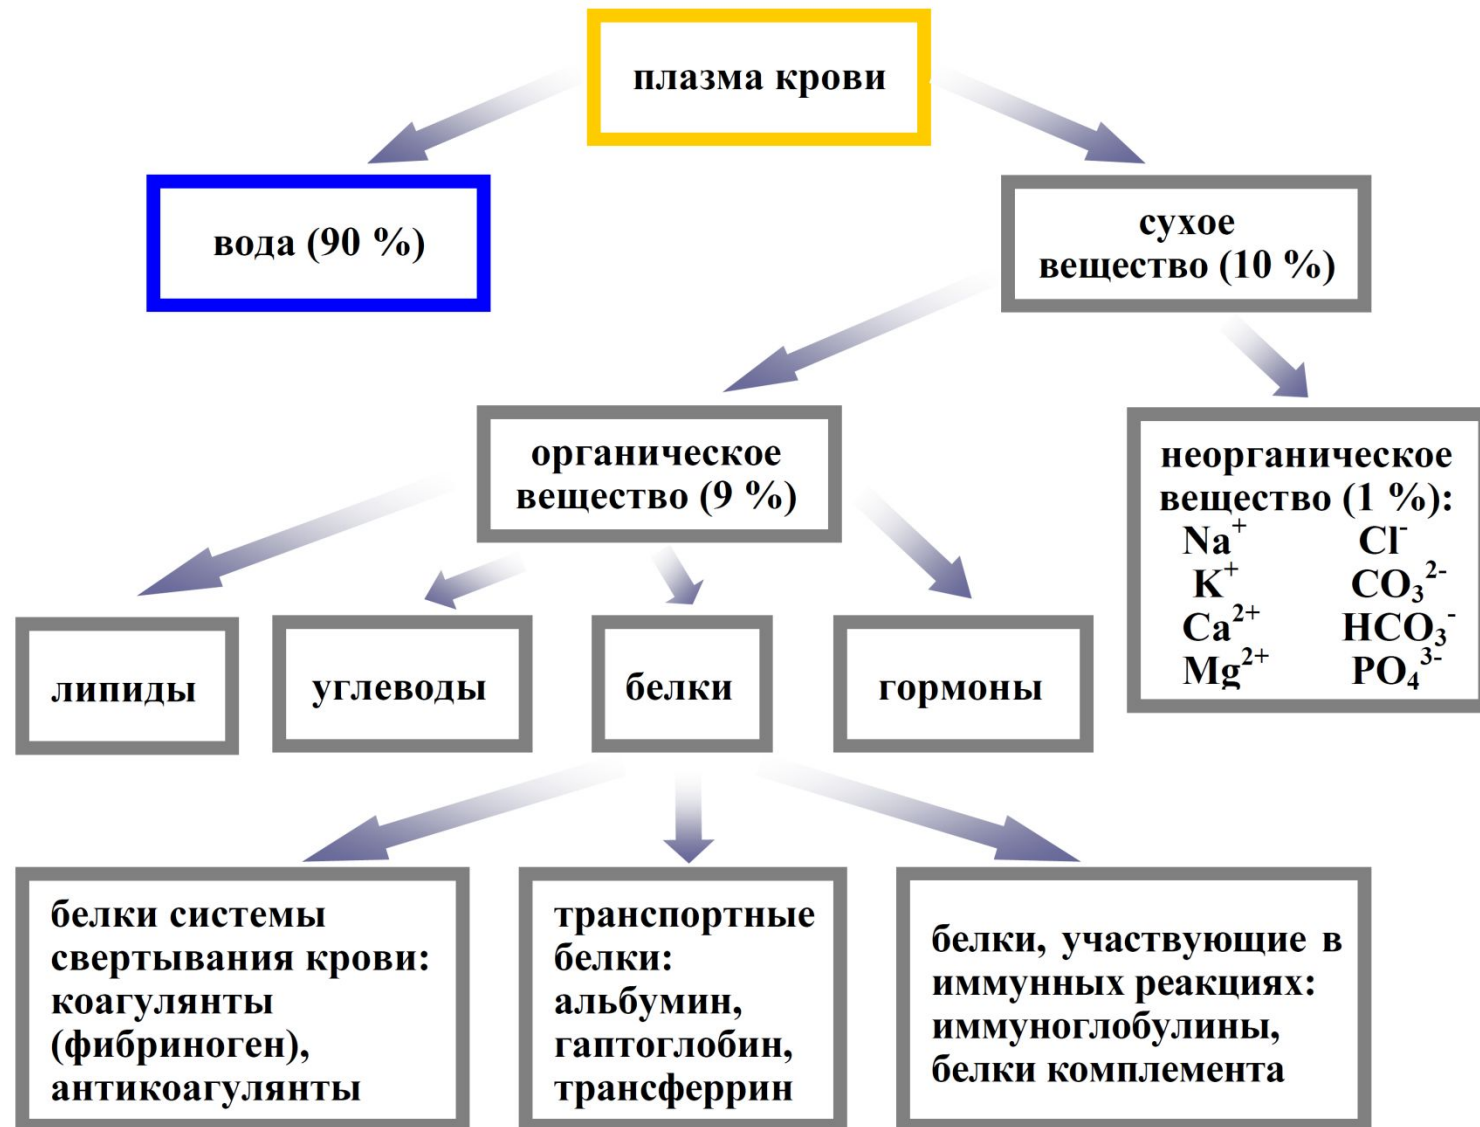 плазма крови
вода (90 %)
сухое
вещество (10 %)
органическое
вещество (9 %)
неорганическое
вещество (1 %):
Na⁺ Cl⁻
K⁺ CO₃²⁻
Ca²⁺ HCO₃⁻
Mg²⁺ PO₄³⁻
липиды
углеводы
белки
гормоны
белки системы
свертывания крови:
коагулянты
(фибриноген),
антикоагулянты
транспортные
белки:
альбумин,
гаптоглобин,
трансферрин
белки, участвующие в
иммунных реакциях:
иммуноглобулины,
белки комплемента